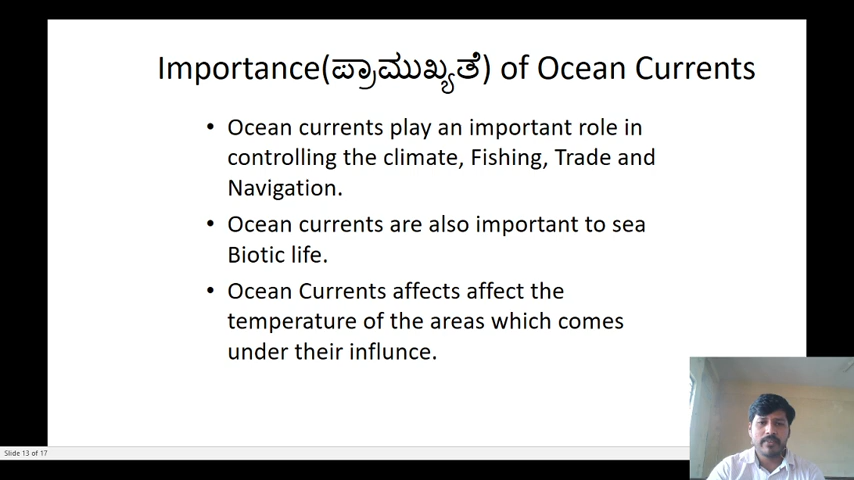 Importance(ಪ್ರಾಮುಖ್ಯತೆ) of Ocean Currents
• Ocean currents play an important role in
controlling the climate, Fishing, Trade and
Navigation.
• Ocean currents are also important to sea
Biotic life.
• Ocean Currents affects affect the
temperature of the areas which comes
under their influnce.
Slide 13 of 17